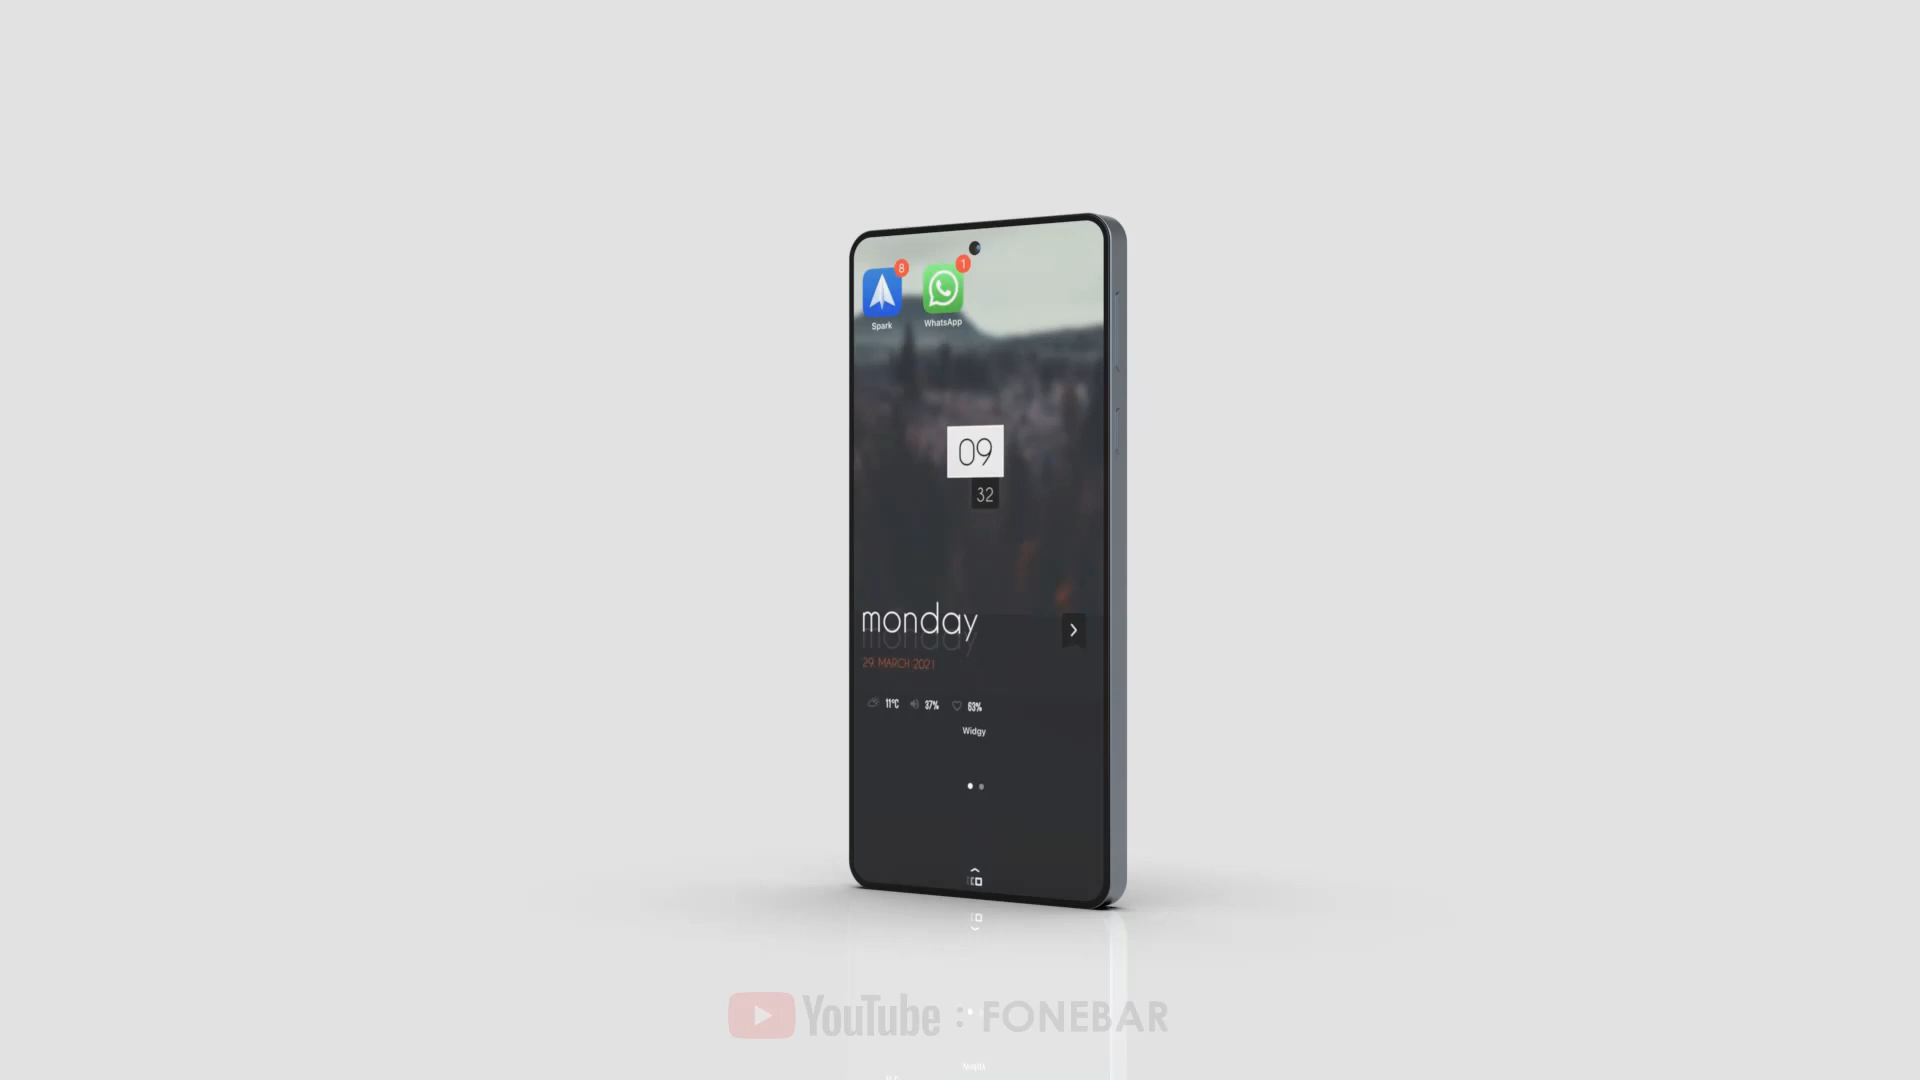 8
1
Spark
WhatsApp
09
32
monday
29. MARCH 2021
11°C 37% 63%
Widgy
YouTube : FONEBAR